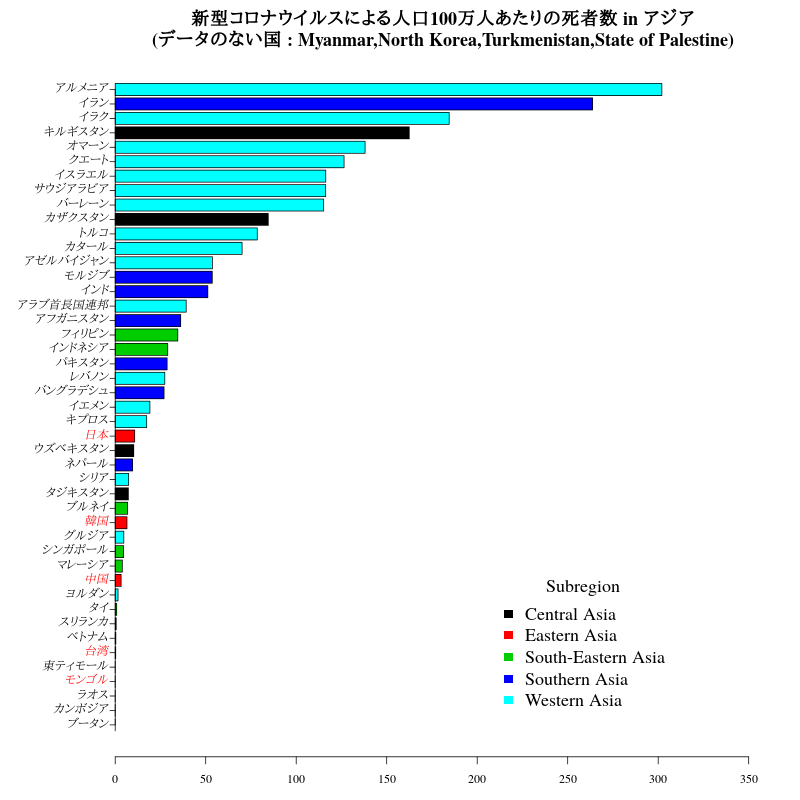 新型コロナウイルスによる人口100万人あたりの死者数 in アジア
(データのない国 : Myanmar,North Korea,Turkmenistan,State of Palestine)
アルメニア
イラン
イラク
キルギスタン
オマーン
クエート
イスラエル
サウジアラビア
バーレーン
カザクスタン
トルコ
カタール
アゼルバイジャン
モルジブ
インド
アラブ首長国連邦
アフガニスタン
フィリピン
インドネシア
パキスタン
レバノン
バングラデシュ
イエメン
キプロス
日本
ウズベキスタン
ネパール
シリア
タジキスタン
ブルネイ
韓国
グルジア
シンガポール
マレーシア
中国
ヨルダン
タイ
スリランカ
ベトナム
台湾
東ティモール
モンゴル
ラオス
カンボジア
ブータン
Subregion
Central Asia
Eastern Asia
South-Eastern Asia
Southern Asia
Western Asia
0 50 100 150 200 250 300 350